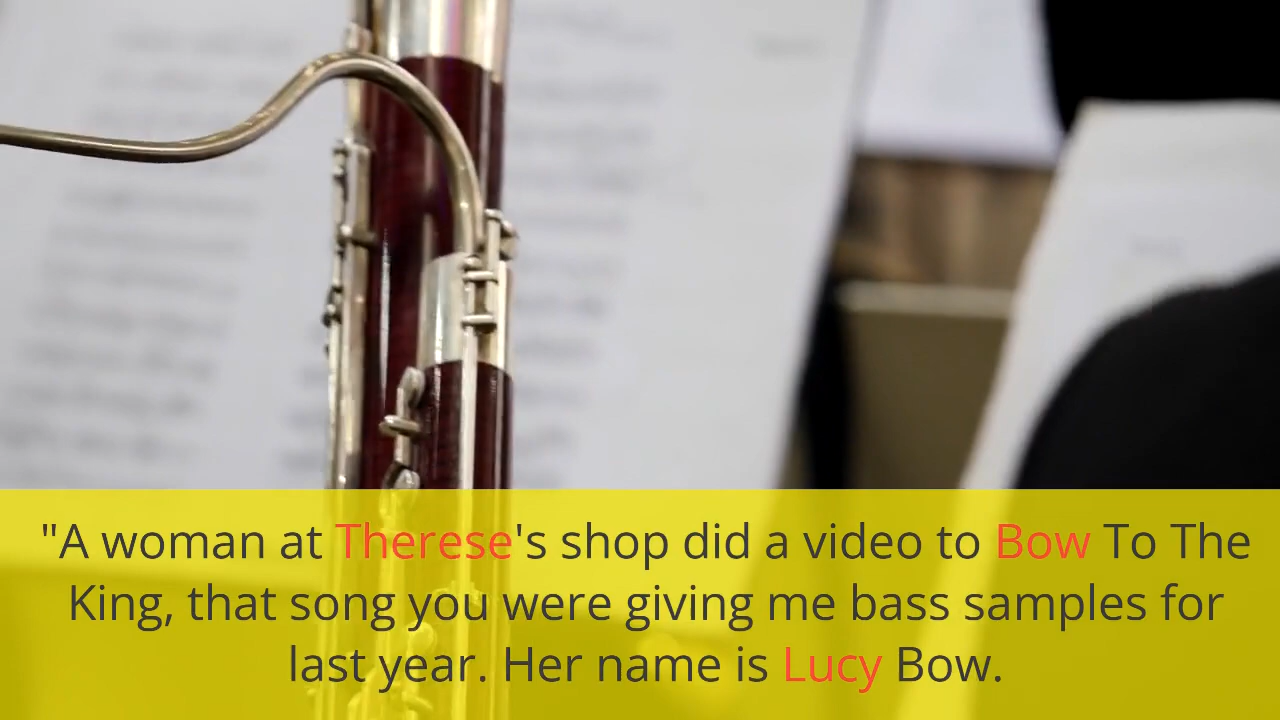 "A woman at Therese's shop did a video to Bow To The
King, that song you were giving me bass samples for
last year. Her name is Lucy Bow.